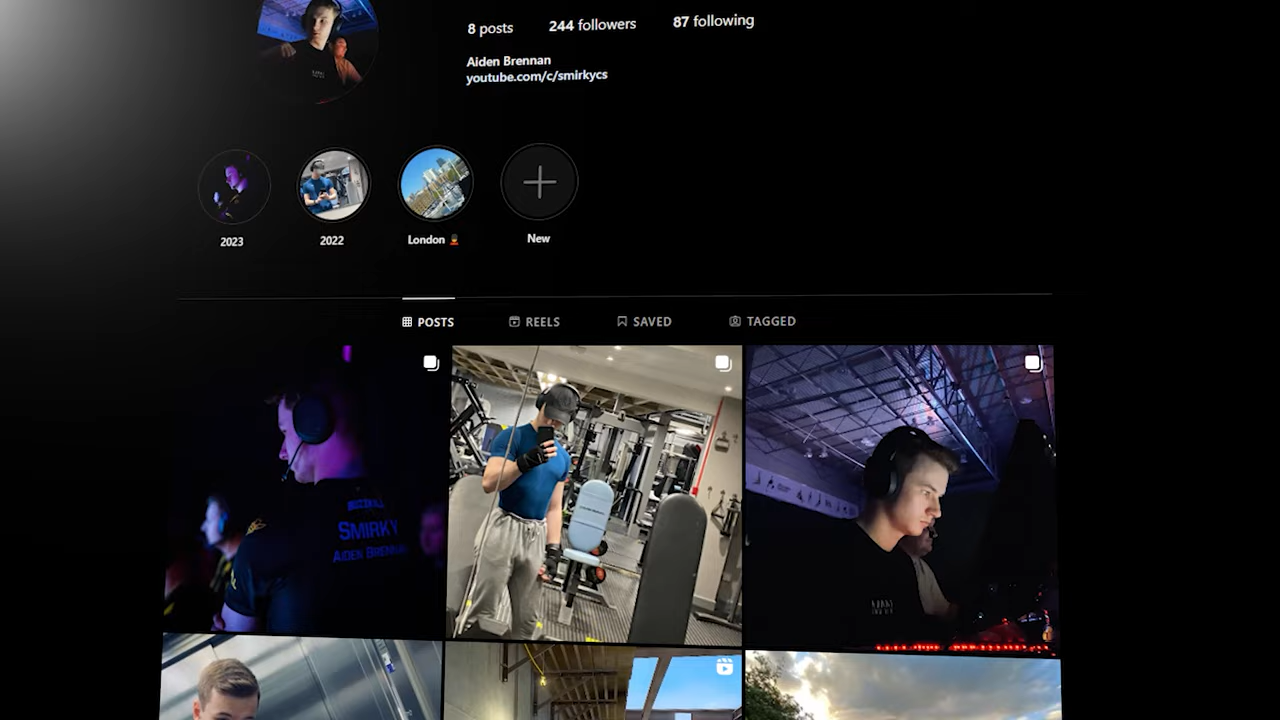 8 posts 244 followers 87 following
Aiden Brennan
youtube.com/c/smirkycs
2023 2022 London New
POSTS REELS SAVED TAGGED
SMIRKY
AIDEN BRENNAN